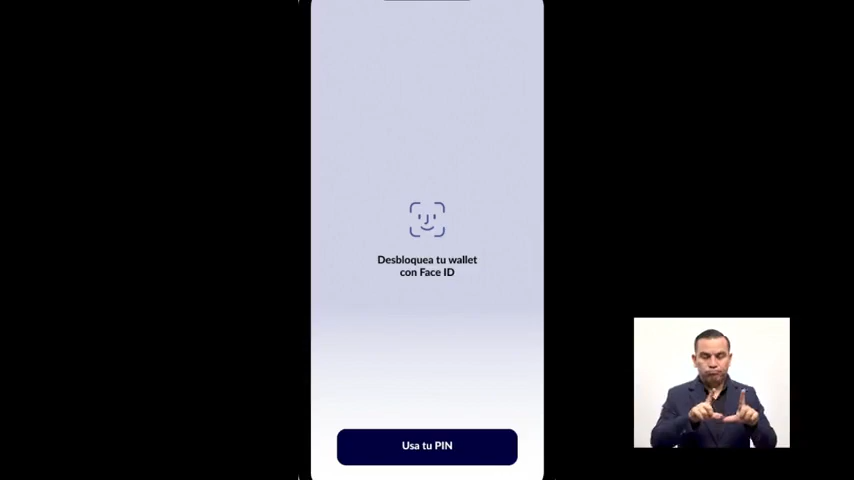 Desbloquea tu wallet
con Face ID
Usa tu PIN